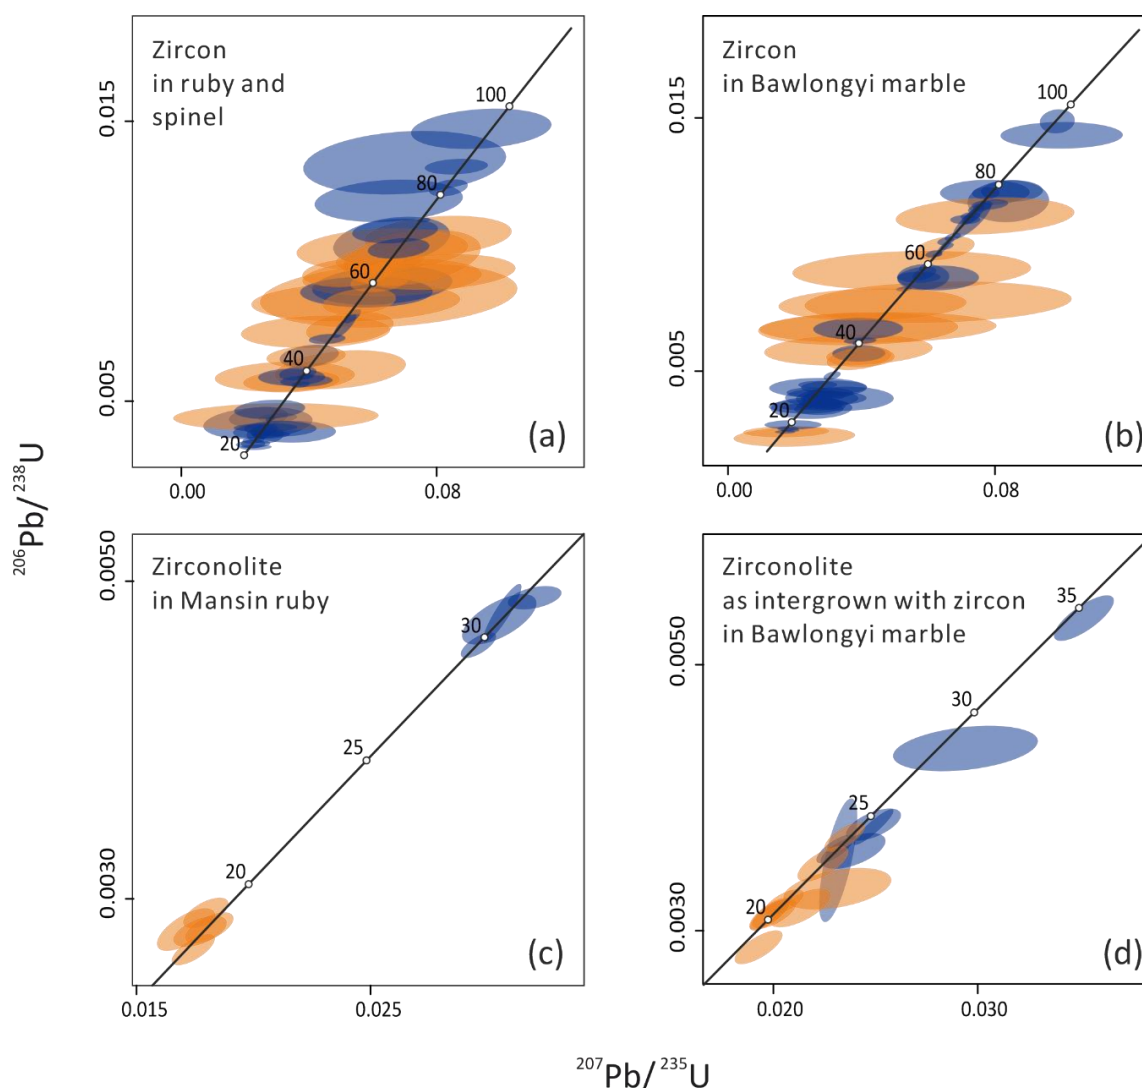 Zircon
in ruby and
spinel
100
80
60
40
20
0.015
0.005
0.00
0.08
(a)
Zircon
in Bawlongyi marble
100
80
60
40
20
0.015
0.005
0.00
0.08
(b)
206Pb/238U
Zirconolite
in Mansin ruby
30
25
20
0.0050
0.0030
0.015
0.025
(c)
Zirconolite
as intergrown with zircon
in Bawlongyi marble
35
30
25
20
0.0050
0.0030
0.020
0.030
(d)
207Pb/235U